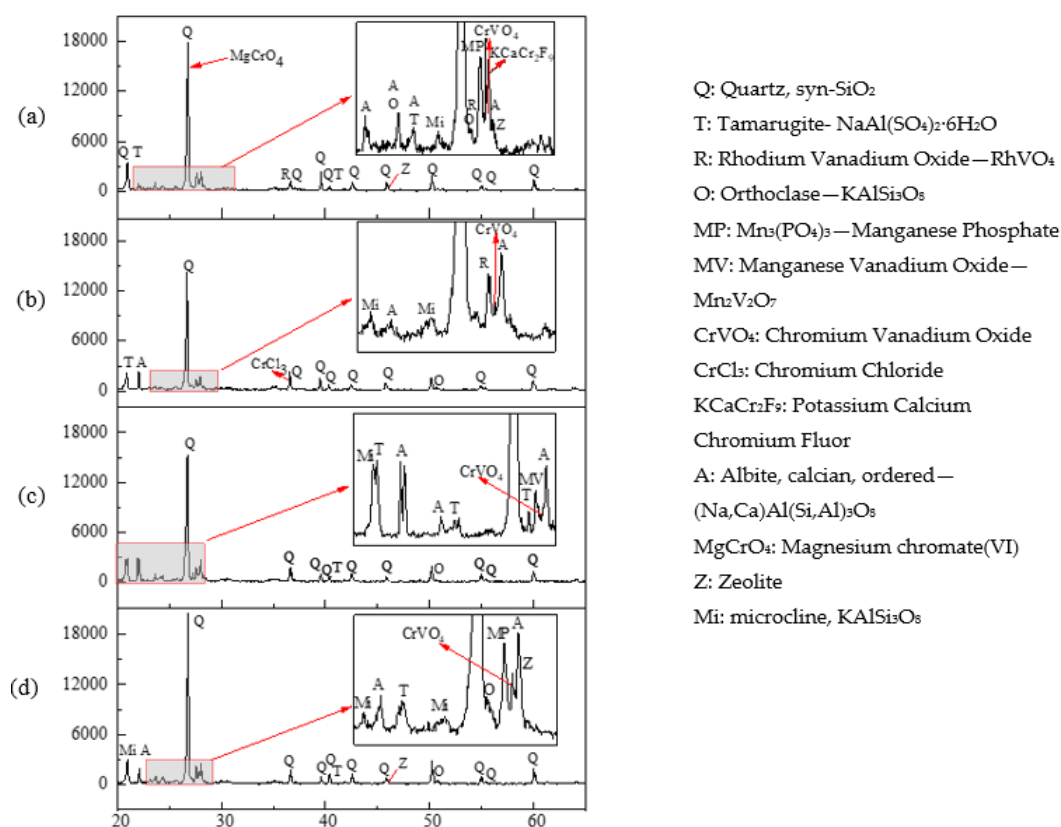 18000
12000
6000
0
(a)
Q
MgCrO₄
Q T
R Q
Q
Q T
Q
Q
Z
Q
Q
Q
Q
A
A
O
A
T
Mi
R
O
MP
CrVO₄
KCaCr₂F₉
A
Z
18000
12000
6000
0
(b)
Q
T A
CrCl₃
Q
Q
Q
Q
Q
Q
O
Q
Q
Q
Mi
A
Mi
R
CrVO₄
A
18000
12000
6000
0
(c)
Q
Q
Q
Q T
Q
Q
Q
O
Q
Q
Q
Mi
T
A
A
T
CrVO₄
T
MV
A
18000
12000
6000
0
(d)
Q
Mi A
Q
Q
Q
T
Q
Q
Z
Q
O
Q
Q
Q
Mi
A
T
Mi
CrVO₄
O
MP
A
Z
20 30 40 50 60
Q: Quartz, syn-SiO₂
T: Tamarugite- NaAl(SO₄)₂·6H₂O
R: Rhodium Vanadium Oxide—RhVO₄
O: Orthoclase—KAlSi₃O₈
MP: Mn₃(PO₄)₃—Manganese Phosphate
MV: Manganese Vanadium Oxide—
Mn₂V₂O₇
CrVO₄: Chromium Vanadium Oxide
CrCl₃: Chromium Chloride
KCaCr₂F₉: Potassium Calcium
Chromium Fluor
A: Albite, calcian, ordered—
(Na,Ca)Al(Si,Al)₃O₈
MgCrO₄: Magnesium chromate(VI)
Z: Zeolite
Mi: microcline, KAlSi₃O₈